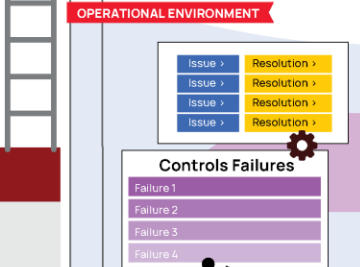 OPERATIONAL ENVIRONMENT
Issue › Resolution ›
Issue › Resolution ›
Issue › Resolution ›
Issue › Resolution ›
Controls Failures
Failure 1
Failure 2
Failure 3
Failure 4